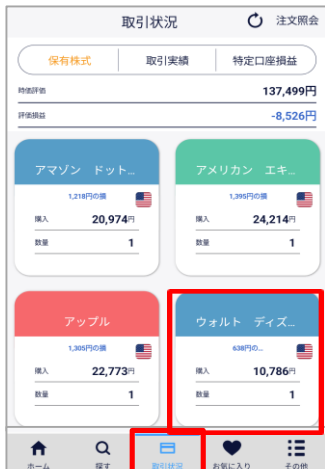 取引状況
注文照会
保有株式 取引実績 特定口座損益
時価評価 137,499円
評価損益 -8,526円
アマゾン ドット...
1,218円の損
購入 20,974円
数量 1
アメリカン エキ...
1,395円の損
購入 24,214円
数量 1
アップル
1,305円の損
購入 22,773円
数量 1
ウォルト ディズ...
638円の...
購入 10,786円
数量 1
ホーム 探す 取引状況 お気に入り その他